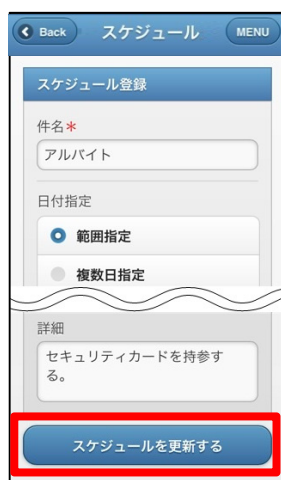 Back スケジュール MENU
スケジュール登録
件名*
アルバイト
日付指定
範囲指定
複数日指定
詳細
セキュリティカードを持参す
る。
スケジュールを更新する